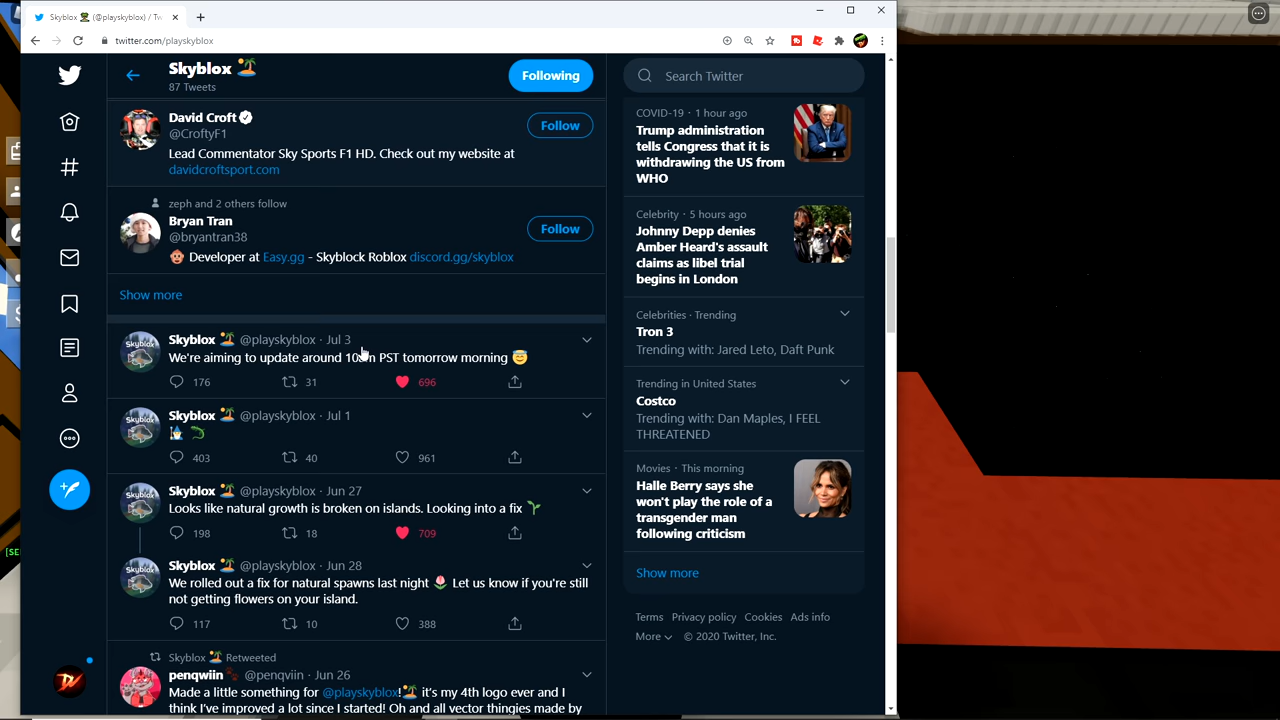 Skyblox 🏝️ (@playskyblox) / Tw
twitter.com/playskyblox
Skyblox 🏝️
87 Tweets
Following
David Croft
@CroftyF1
Follow
Lead Commentator Sky Sports F1 HD. Check out my website at
davidcroftsport.com
zeph and 2 others follow
Bryan Tran
@bryantran38
Follow
Developer at Easy.gg - Skyblock Roblox discord.gg/skyblox
Show more
Skyblox 🏝️ @playskyblox · Jul 3
We're aiming to update around PST tomorrow morning 😇
176 31 696
Skyblox 🏝️ @playskyblox · Jul 1
403 40 961
Skyblox 🏝️ @playskyblox · Jun 27
Looks like natural growth is broken on islands. Looking into a fix 🌱
198 18 709
Skyblox 🏝️ @playskyblox · Jun 28
We rolled out a fix for natural spawns last night 🌷 Let us know if you're still
not getting flowers on your island.
117 10 388
Skyblox 🏝️ Retweeted
penqwiin @penqviin · Jun 26
Made a little something for @playskyblox!🏝️ it's my 4th logo ever and I
think I've improved a lot since I started! Oh and all vector thingies made by
Search Twitter
COVID-19 · 1 hour ago
Trump administration
tells Congress that it is
withdrawing the US from
WHO
Celebrity · 5 hours ago
Johnny Depp denies
Amber Heard's assault
claims as libel trial
begins in London
Celebrities · Trending
Tron 3
Trending with: Jared Leto, Daft Punk
Trending in United States
Costco
Trending with: Dan Maples, I FEEL
THREATENED
Movies · This morning
Halle Berry says she
won't play the role of a
transgender man
following criticism
Show more
Terms Privacy policy Cookies Ads info
More © 2020 Twitter, Inc.
[SE